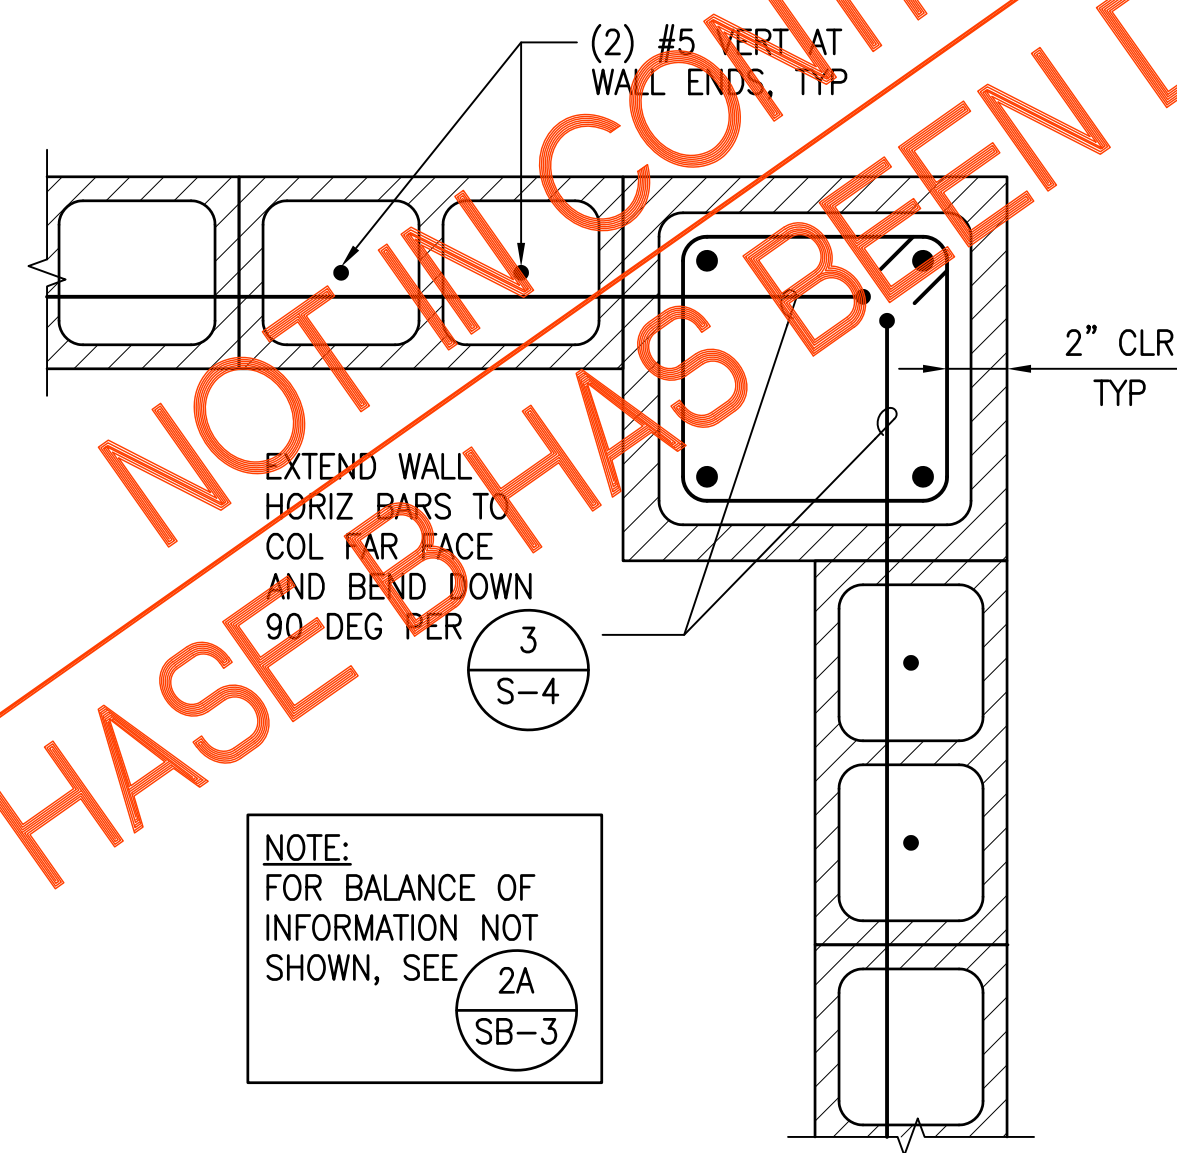 (2) #5 VERT AT
WALL ENDS, TYP
2” CLR
TYP
EXTEND WALL
HORIZ BARS TO
COL FAR FACE
AND BEND DOWN
90 DEG PER
3
S-4
NOTE:
FOR BALANCE OF
INFORMATION NOT
SHOWN, SEE
2A
SB-3
NOT IN CONT
HASE B HAS BEEN